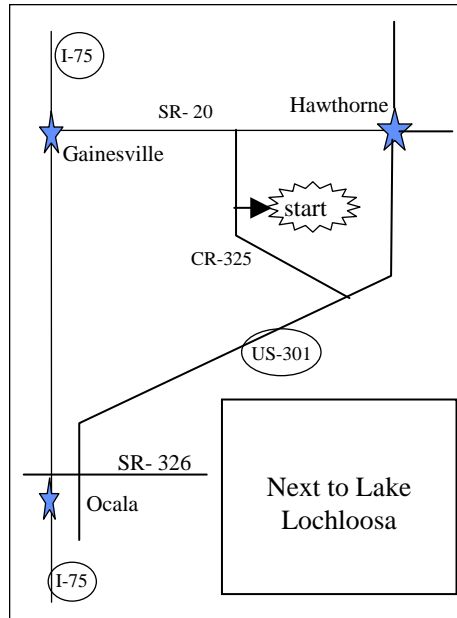 I-75
Hawthorne
SR- 20
Gainesville
start
CR-325
US-301
SR- 326
Ocala
Next to Lake
Lochloosa
I-75